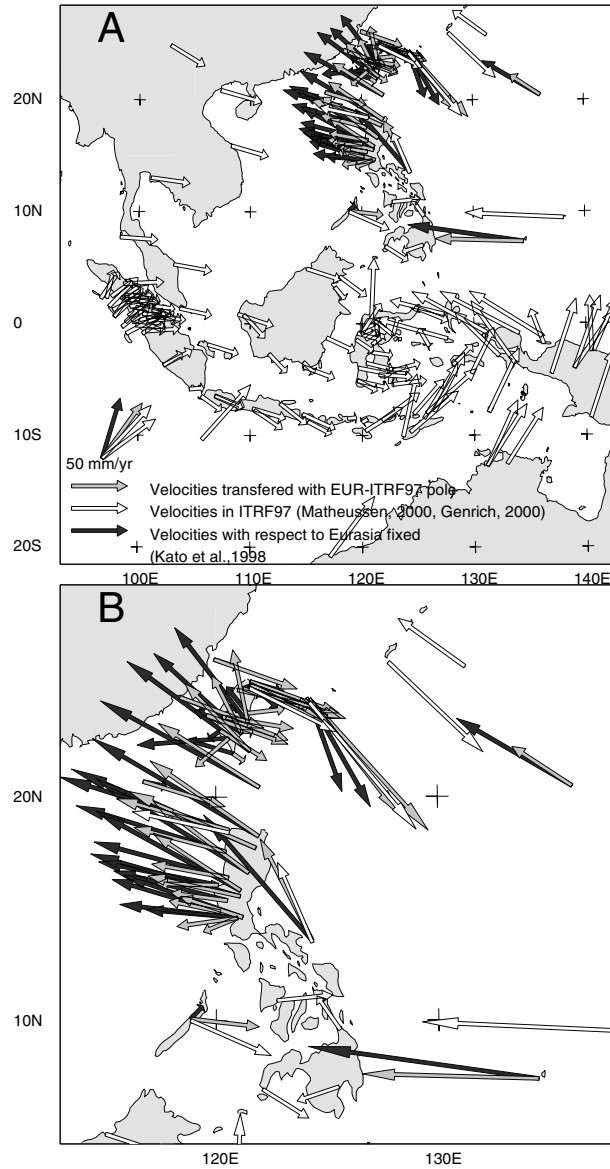 A
20N
10N
0
10S
50 mm/yr
Velocities transfered with EUR-ITRF97 pole
Velocities in ITRF97 (Matheussen, 2000, Genrich, 2000)
Velocities with respect to Eurasia fixed
(Kato et al.,1998
20S
100E 110E 120E 130E 140E
B
20N
10N
120E 130E